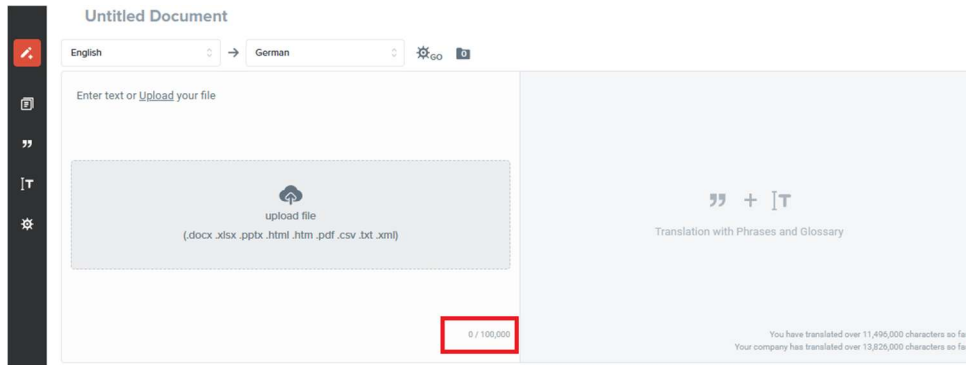 Untitled Document
English → German GO 0
Enter text or Upload your file
upload file
(.docx .xlsx .pptx .html .htm .pdf .csv .txt .xml)
Translation with Phrases and Glossary
0 / 100,000
You have translated over 11,496,000 characters so fa
Your company has translated over 13,826,000 characters so fa